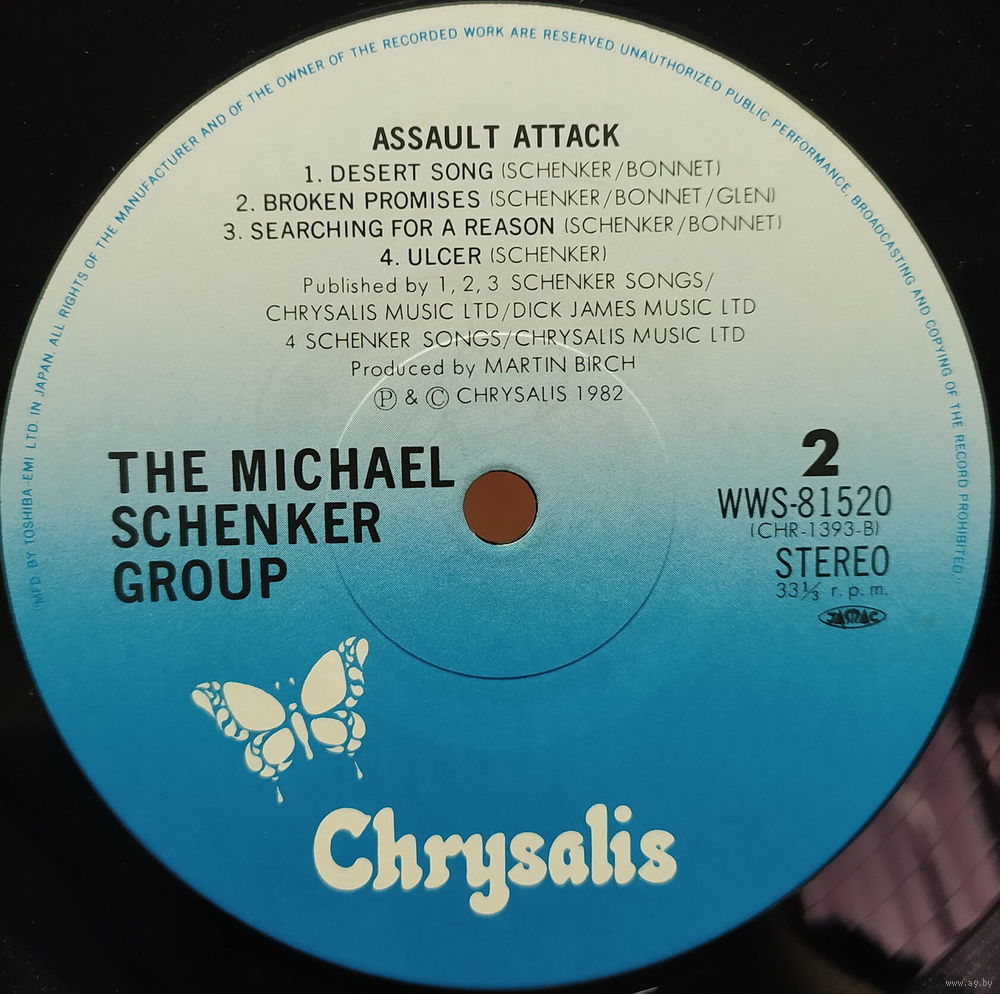 MFD BY TOSHIBA-EMI LTD. IN JAPAN. ALL RIGHTS OF THE MANUFACTURER AND OF THE OWNER OF THE RECORDED WORK ARE RESERVED UNAUTHORIZED PUBLIC PERFORMANCE, BROADCASTING AND COPYING OF THE RECORD PROHIBITED.
ASSAULT ATTACK
1. DESERT SONG (SCHENKER/BONNET)
2. BROKEN PROMISES (SCHENKER/BONNET/GLEN)
3. SEARCHING FOR A REASON (SCHENKER/BONNET)
4. ULCER (SCHENKER)
Published by 1, 2, 3 SCHENKER SONGS/
CHRYSALIS MUSIC LTD/DICK JAMES MUSIC LTD
4 SCHENKER SONGS/CHRYSALIS MUSIC LTD
Produced by MARTIN BIRCH
Ⓟ & Ⓒ CHRYSALIS 1982
THE MICHAEL
SCHENKER
GROUP
2
WWS-81520
(CHR-1393-B)
STEREO
33⅓ r.p.m.
JASRAC
Chrysalis
www.ay.by